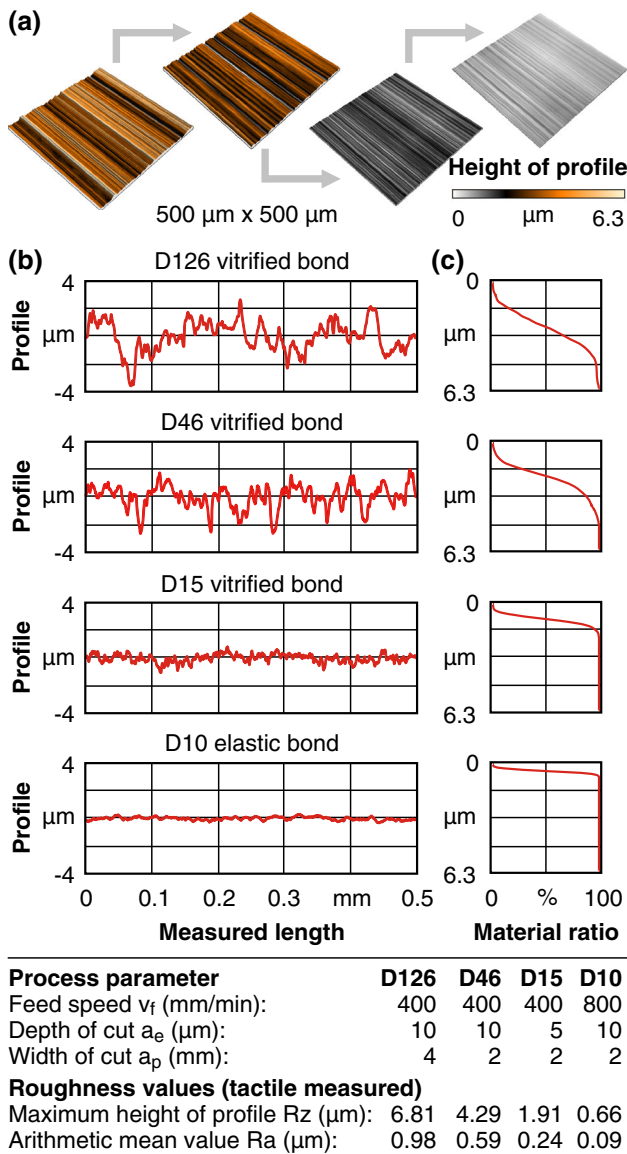 (a)
Height of profile
0 µm 6.3
500 µm x 500 µm
(b)
D126 vitrified bond
4
µm
-4
Profile
D46 vitrified bond
4
µm
-4
Profile
D15 vitrified bond
4
µm
-4
Profile
D10 elastic bond
4
µm
-4
Profile
0 0.1 0.2 0.3 mm 0.5
Measured length
(c)
0
µm
6.3
0
µm
6.3
0
µm
6.3
0
µm
6.3
0 % 100
Material ratio
Process parameter D126 D46 D15 D10
Feed speed vf (mm/min): 400 400 400 800
Depth of cut ae (µm): 10 10 5 10
Width of cut ap (mm): 4 2 2 2
Roughness values (tactile measured)
Maximum height of profile Rz (µm): 6.81 4.29 1.91 0.66
Arithmetic mean value Ra (µm): 0.98 0.59 0.24 0.09